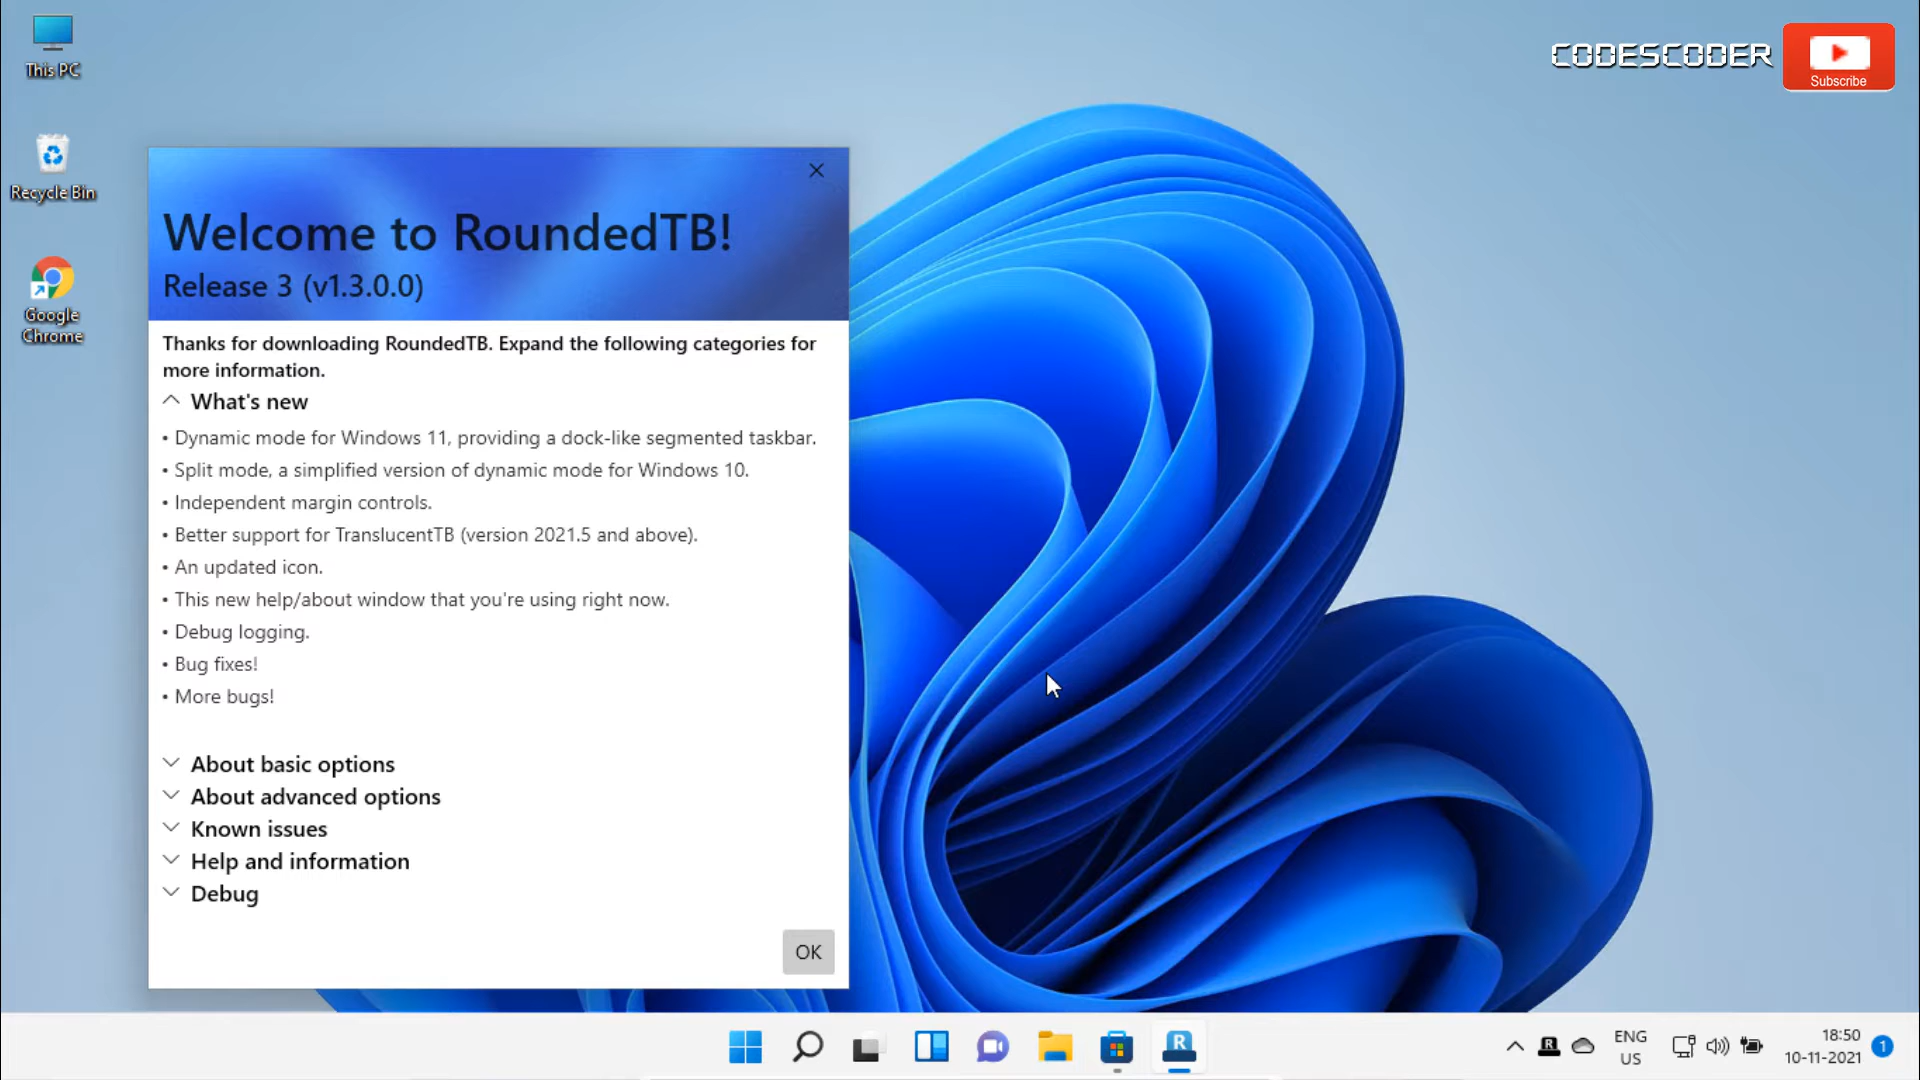 This PC
CODESCODER
Subscribe
Recycle Bin
Google
Chrome
Welcome to RoundedTB!
Release 3 (v1.3.0.0)
Thanks for downloading RoundedTB. Expand the following categories for
more information.
What's new
• Dynamic mode for Windows 11, providing a dock-like segmented taskbar.
• Split mode, a simplified version of dynamic mode for Windows 10.
• Independent margin controls.
• Better support for TranslucentTB (version 2021.5 and above).
• An updated icon.
• This new help/about window that you're using right now.
• Debug logging.
• Bug fixes!
• More bugs!
About basic options
About advanced options
Known issues
Help and information
Debug
OK
R
R
ENG
US
18:50
10-11-2021
1